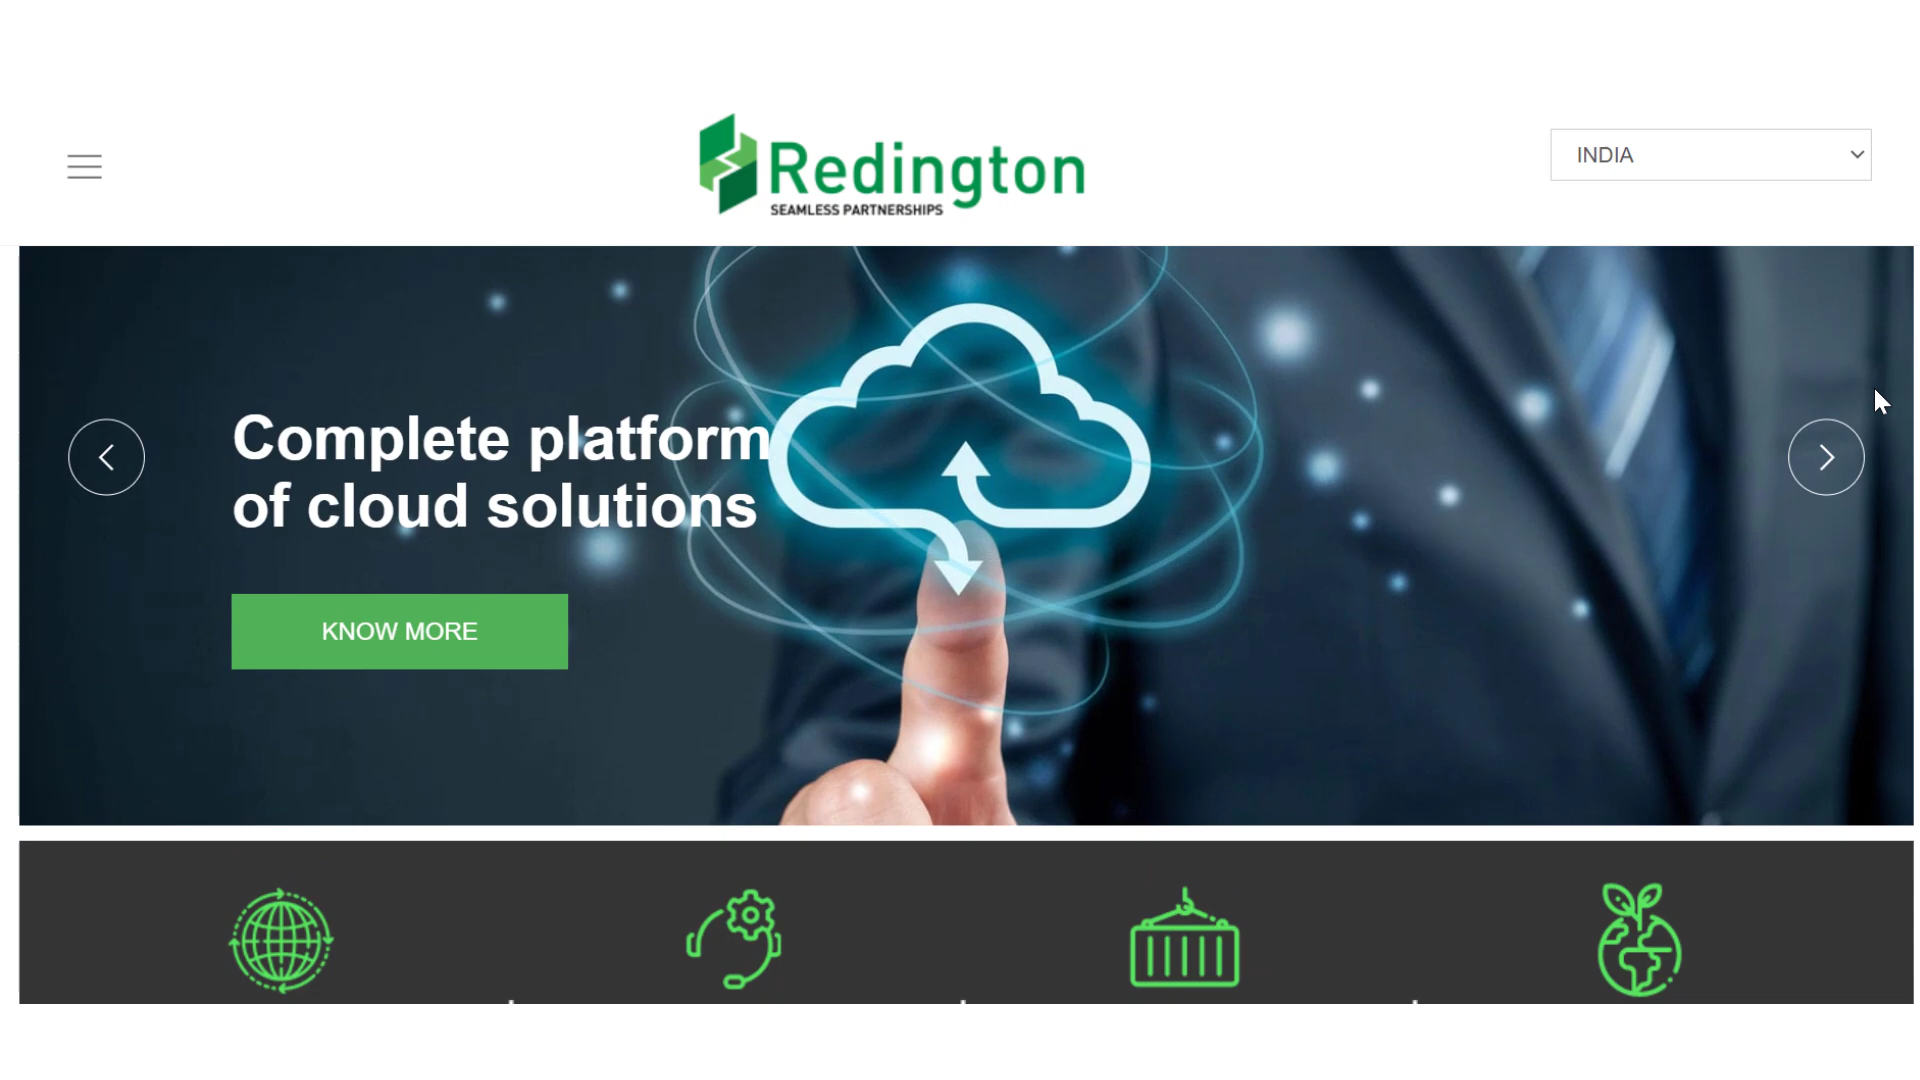 Redington
SEAMLESS PARTNERSHIPS
INDIA
Complete platform
of cloud solutions
KNOW MORE